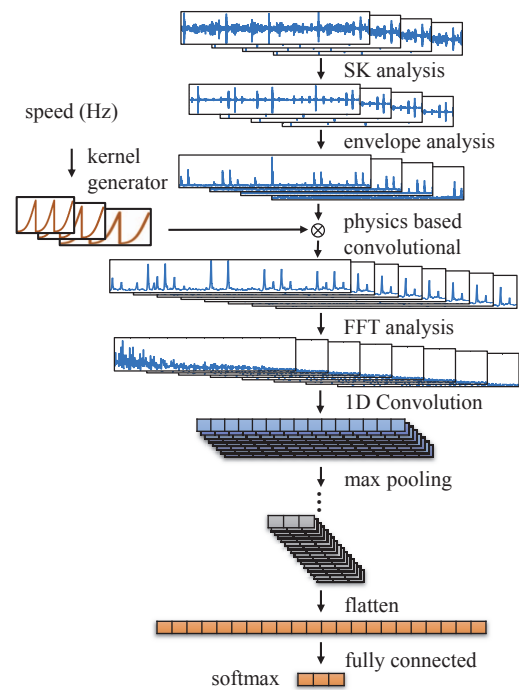 SK analysis
speed (Hz)
envelope analysis
kernel
generator
physics based
convolutional
FFT analysis
1D Convolution
max pooling
flatten
fully connected
softmax